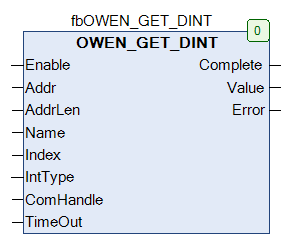 fbOWEN_GET_DINT
0
OWEN_GET_DINT
Enable Complete
Addr Value
AddrLen Error
Name
Index
IntType
ComHandle
TimeOut